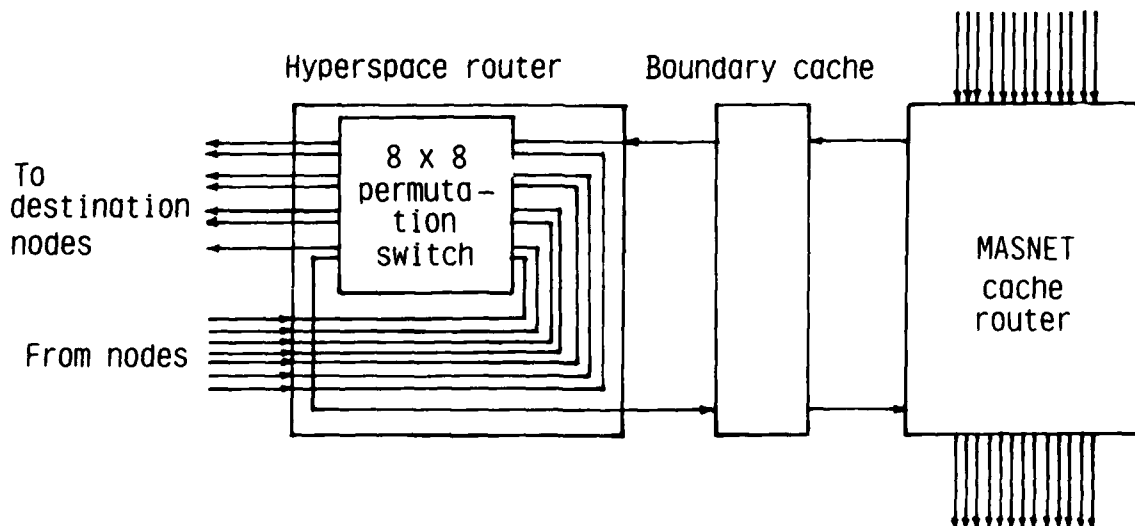 Hyperspace router
Boundary cache
8 x 8
permuta-
tion
switch
To
destination
nodes
From nodes
MASNET
cache
router